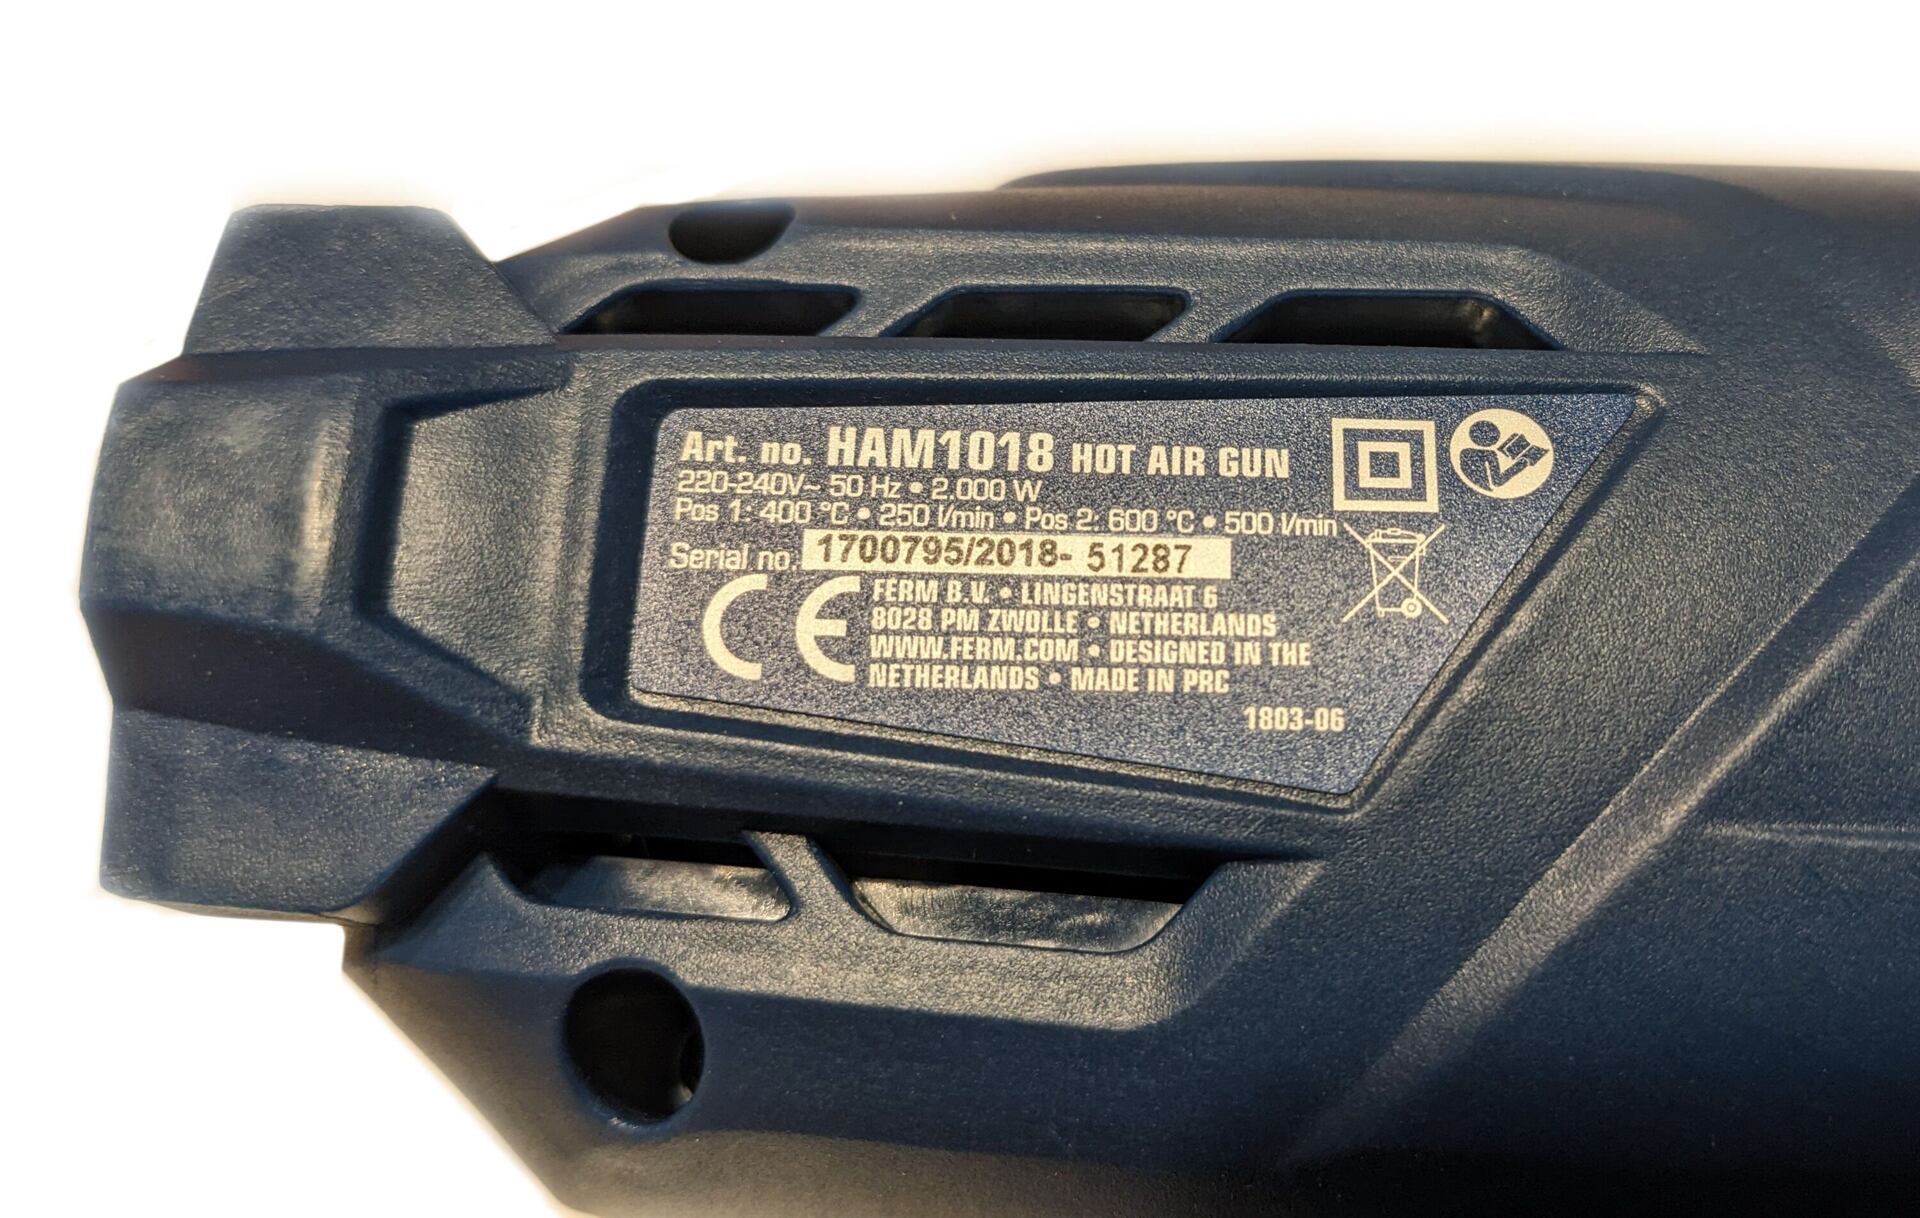 Art. no. HAM1018 HOT AIR GUN
220-240V~ 50 Hz • 2.000 W
Pos 1: 400 °C • 250 l/min • Pos 2: 600 °C • 500 l/min
Serial no. 1700795/2018- 51287
CE
FERM B.V. • LINGENSTRAAT 6
8028 PM ZWOLLE • NETHERLANDS
WWW.FERM.COM • DESIGNED IN THE
NETHERLANDS • MADE IN PRC
1803-06